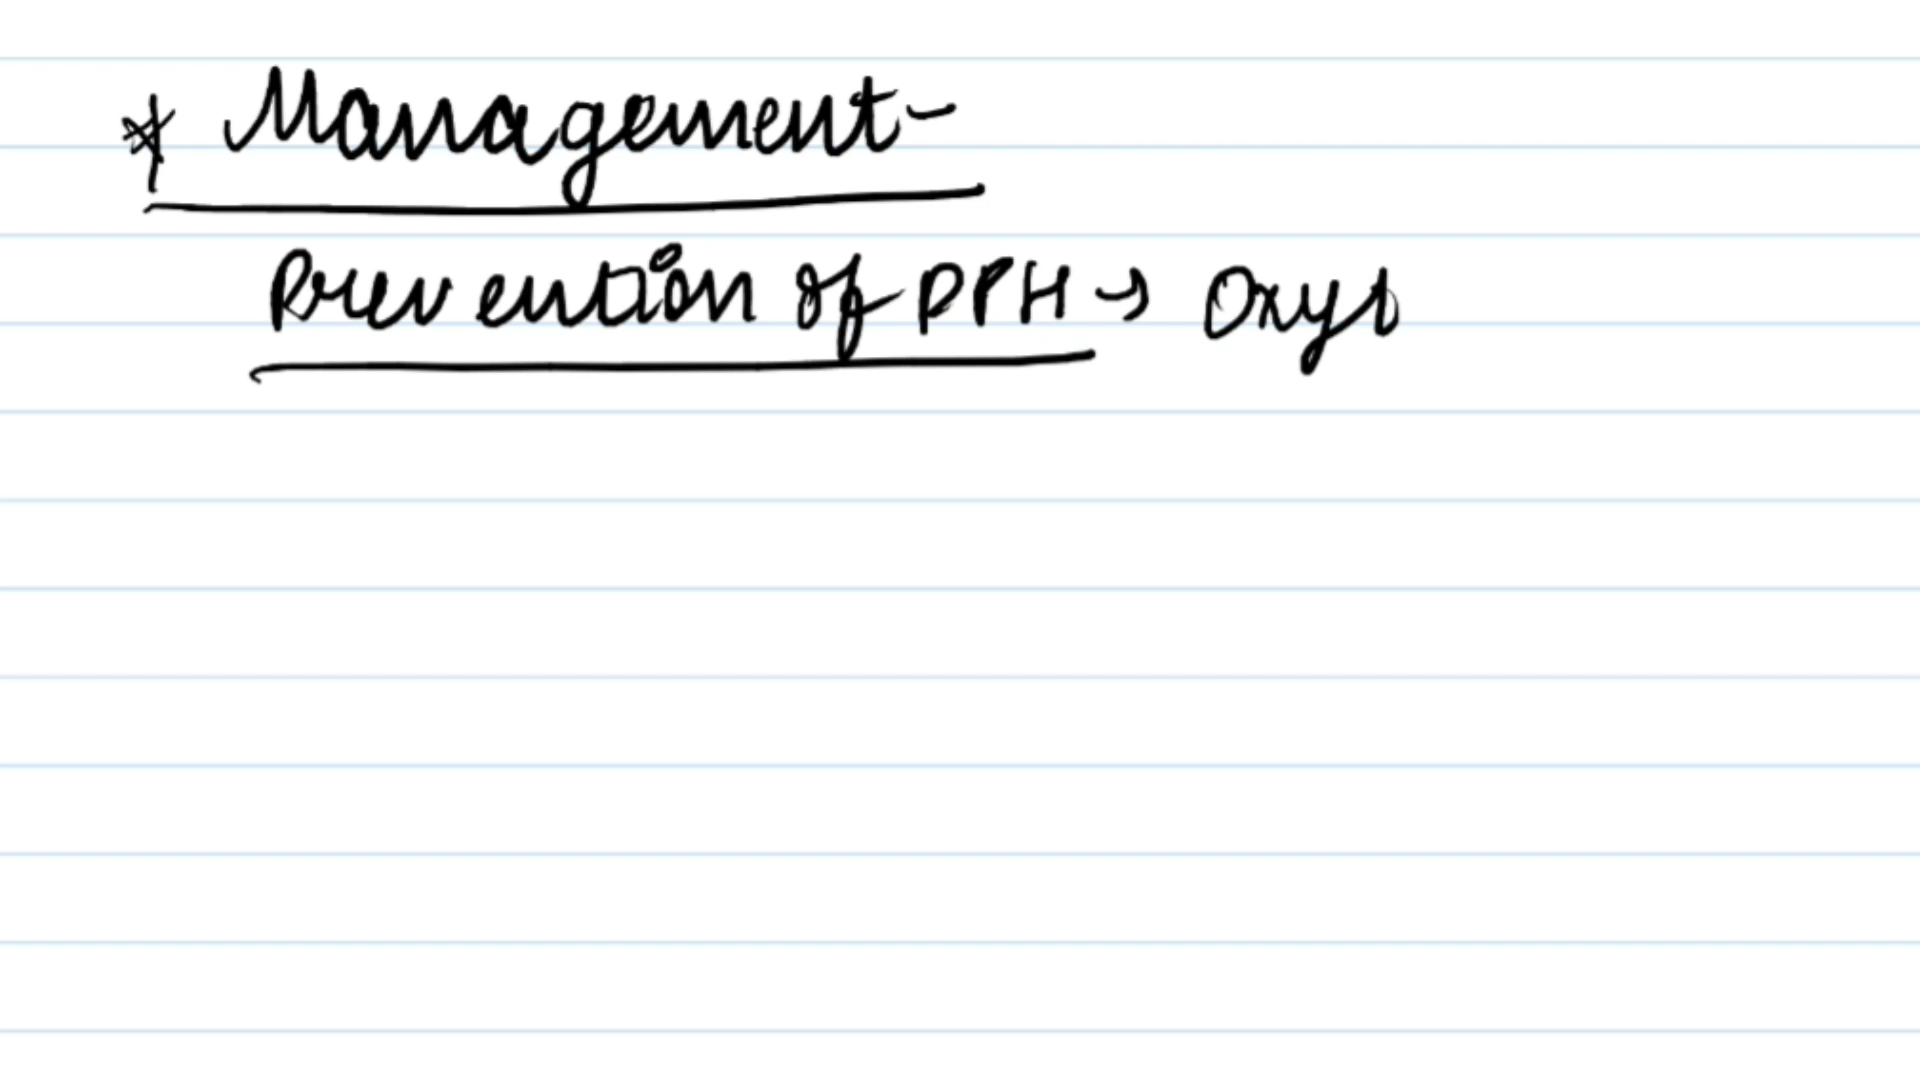 * Management-
Prevention of PPH → Oxyt